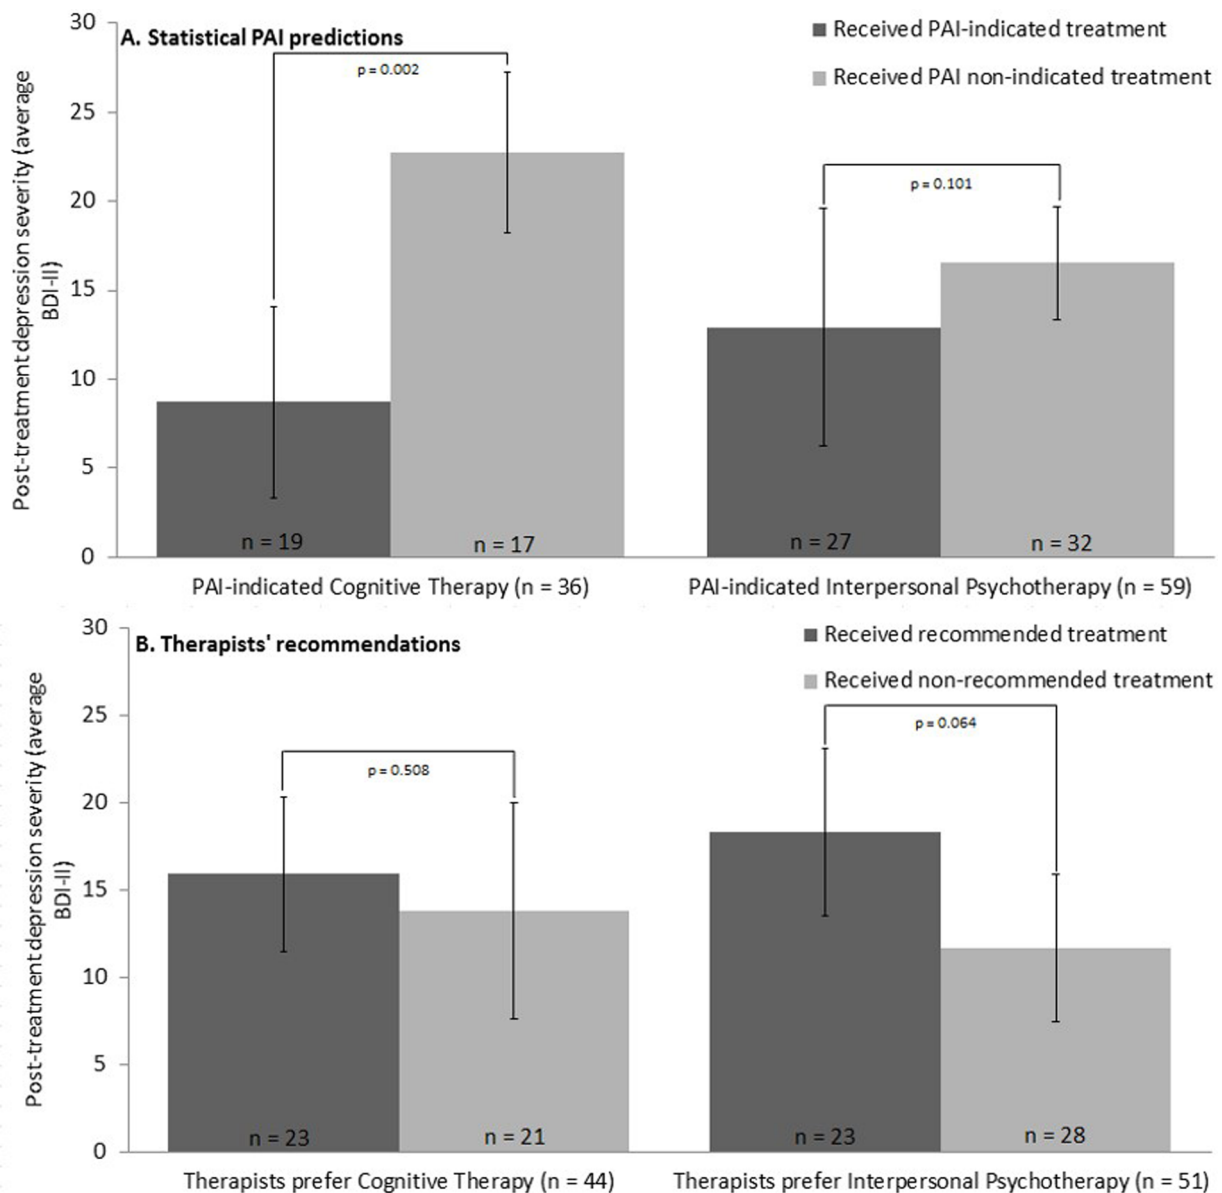 A. Statistical PAI predictions
Received PAI-indicated treatment
Received PAI non-indicated treatment
Post-treatment depression severity (average
BDI-II)
30
25
20
15
10
5
0
p = 0.002
p = 0.101
n = 19
n = 17
n = 27
n = 32
PAI-indicated Cognitive Therapy (n = 36)
PAI-indicated Interpersonal Psychotherapy (n = 59)
B. Therapists' recommendations
Received recommended treatment
Received non-recommended treatment
Post-treatment depression severity (average
BDI-II)
30
25
20
15
10
5
0
p = 0.508
p = 0.064
n = 23
n = 21
n = 23
n = 28
Therapists prefer Cognitive Therapy (n = 44)
Therapists prefer Interpersonal Psychotherapy (n = 51)